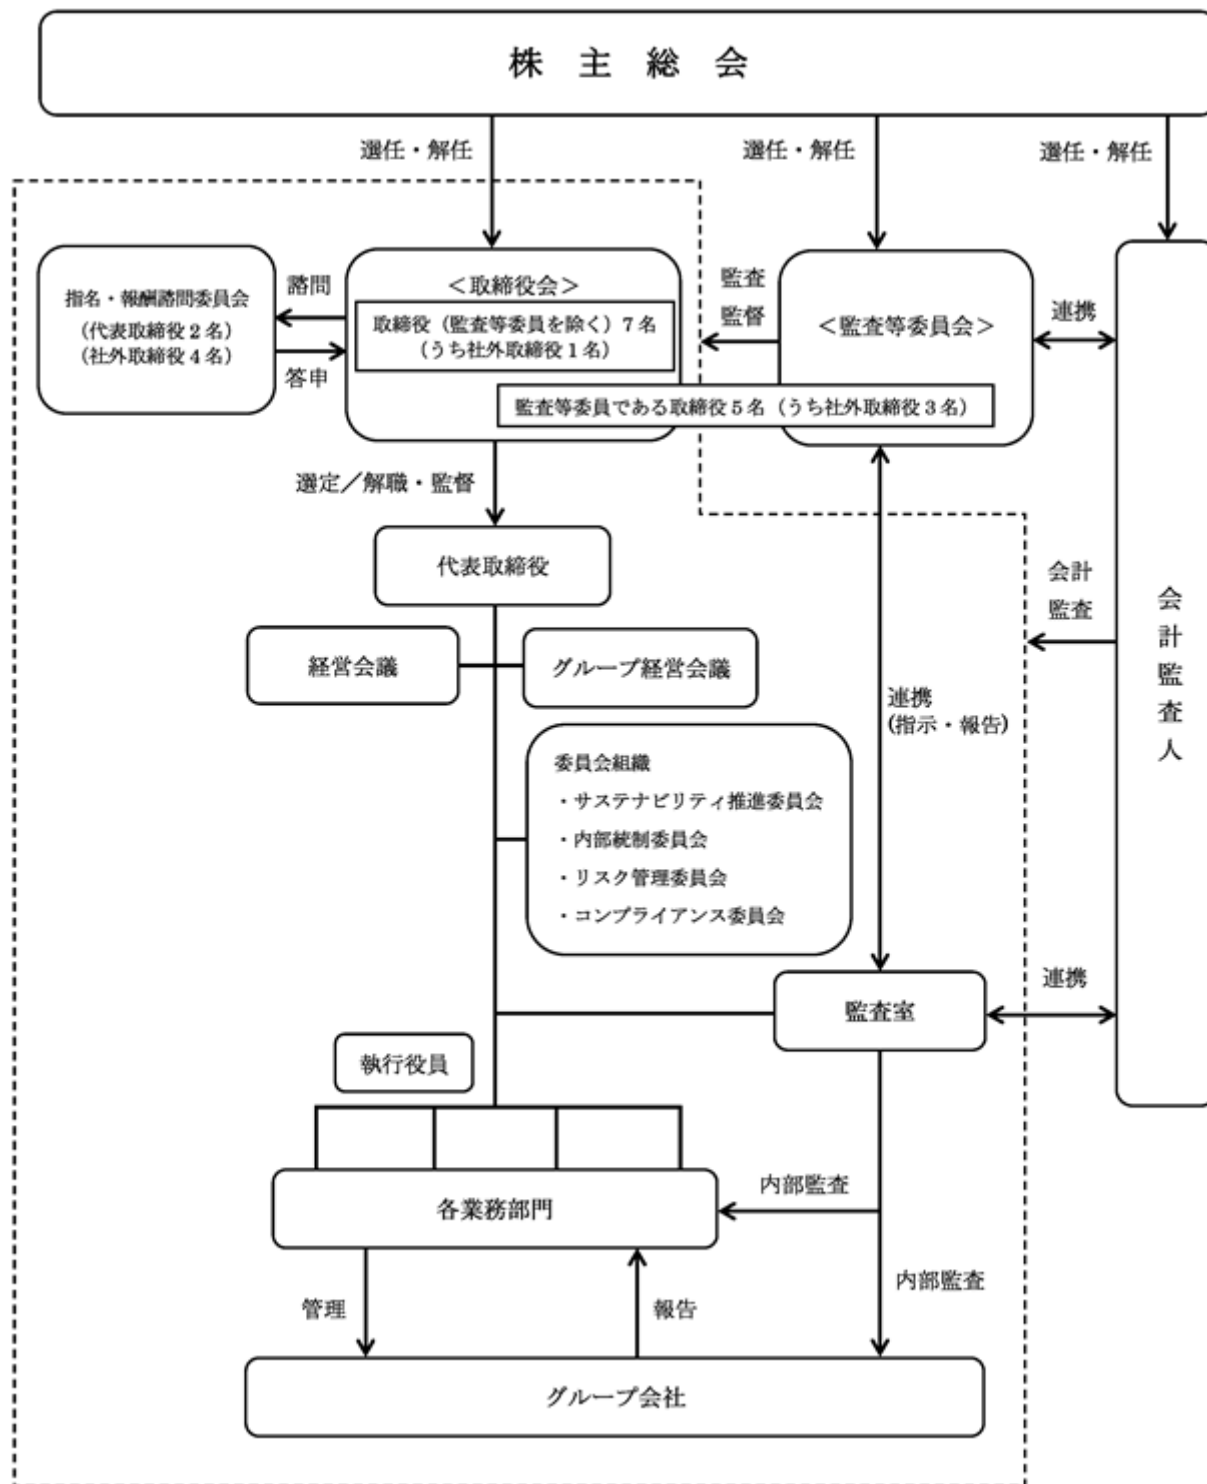 株主総会
選任・解任
選任・解任
選任・解任
指名・報酬諮問委員会
(代表取締役2名)
(社外取締役4名)
諮問
答申
＜取締役会＞
取締役（監査等委員を除く）7名
（うち社外取締役1名）
監査
監督
＜監査等委員会＞
連携
監査等委員である取締役5名（うち社外取締役3名）
選定／解職・監督
代表取締役
会計
監査
会計監査人
経営会議
グループ経営会議
連携
(指示・報告)
委員会組織
・サステナビリティ推進委員会
・内部統制委員会
・リスク管理委員会
・コンプライアンス委員会
監査室
連携
執行役員
各業務部門
内部監査
内部監査
管理
報告
グループ会社